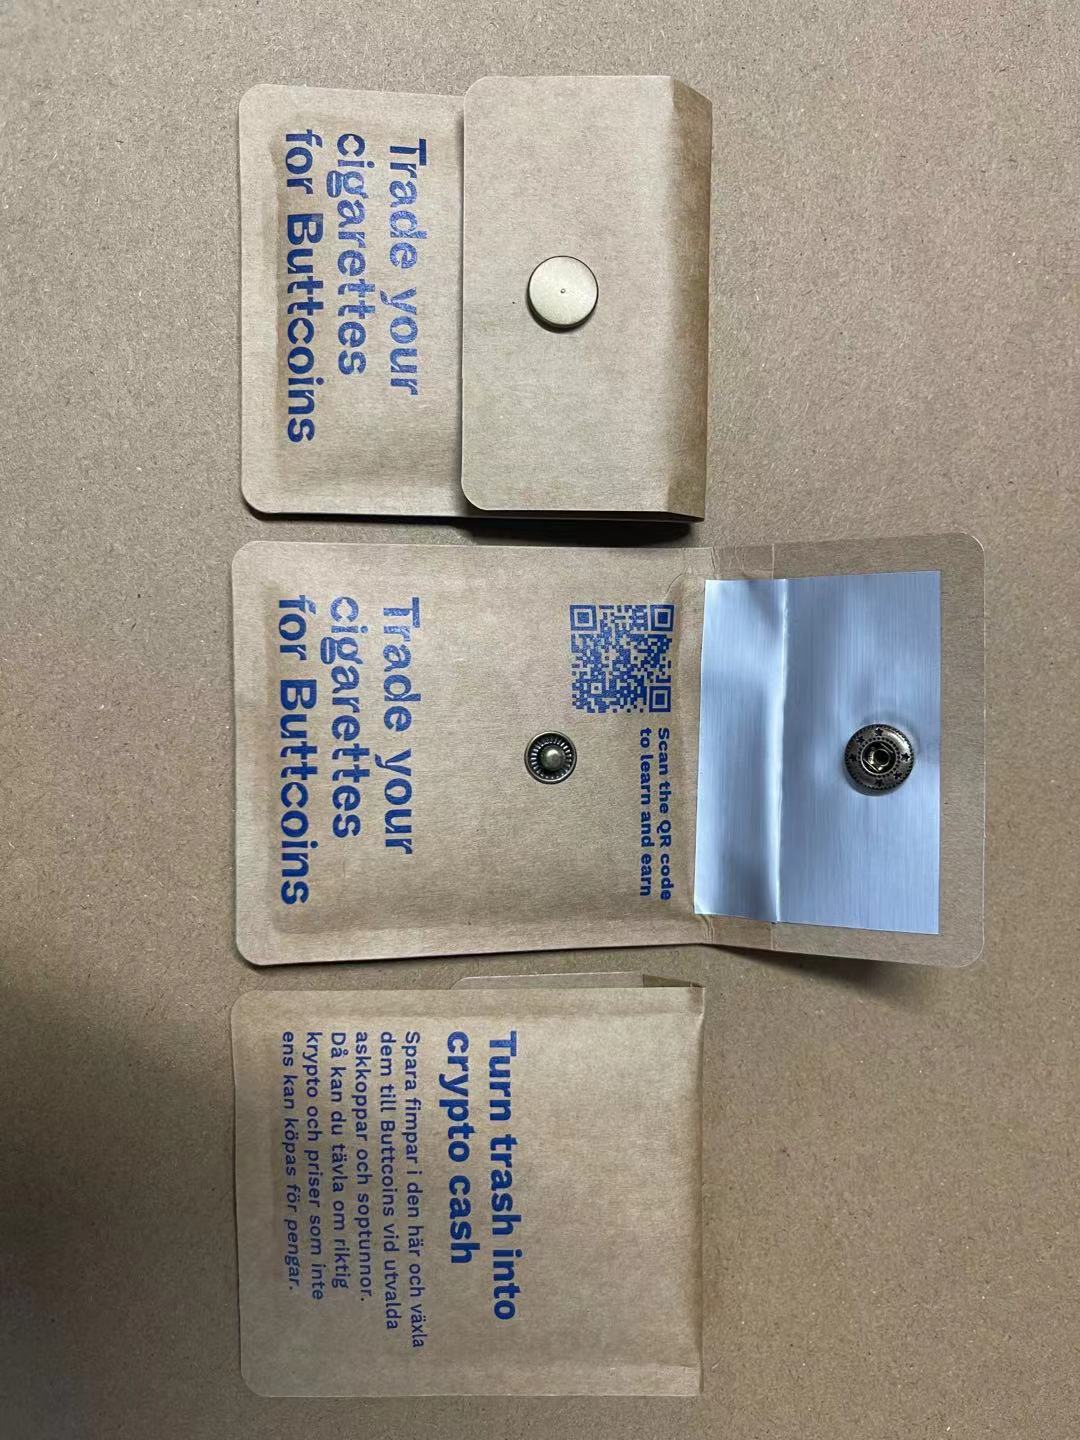 Trade your
cigarettes
for Buttcoins
Scan the QR code
to learn and earn
Trade your
cigarettes
for Buttcoins
Turn trash into
crypto cash
Spara fimpar i den här och växla
dem till Buttcoins vid utvalda
askkoppar och soptunnor.
Då kan du tävla om riktig
krypto och priser som inte
ens kan köpas för pengar.